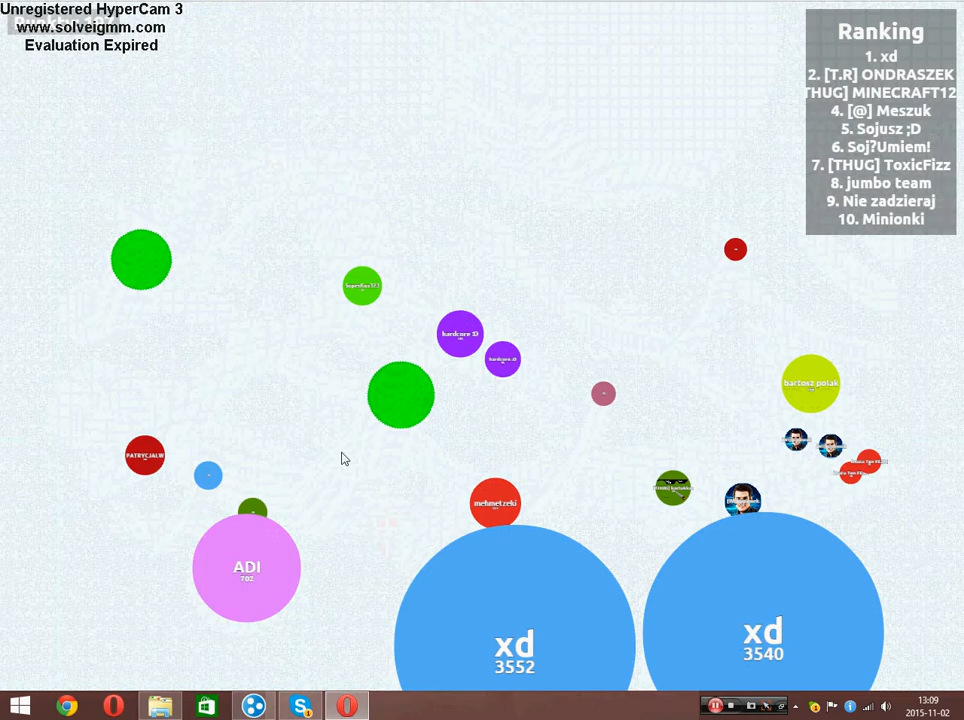 Unregistered HyperCam 3
www.solveigmm.com
Evaluation Expired
Ranking
1. xd
2. [T.R] ONDRASZEK
THUG] MINECRAFT12
4. [@] Meszuk
5. Sojusz ;D
6. Soj?Umiem!
7. [THUG] ToxicFizz
8. jumbo team
9. Nie zadzieraj
10. Minionki
hardcore :D
hardcore :D
bartosz polak
PATRYCJALW
mehmetzeki
ADI
702
xd
3552
xd
3540
13:09
2015-11-02